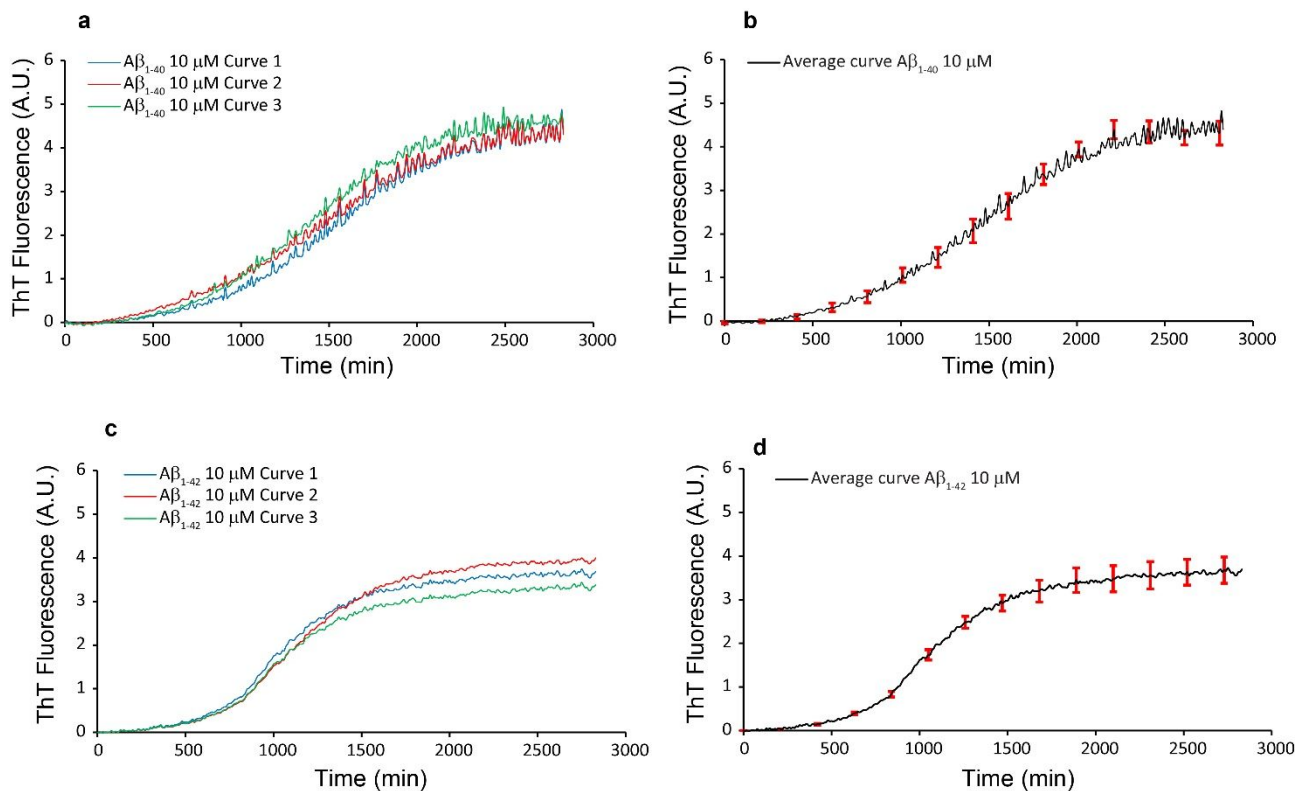 a
Aβ1-40 10 μM Curve 1
Aβ1-40 10 μM Curve 2
Aβ1-40 10 μM Curve 3
ThT Fluorescence (A.U.)
6
5
4
3
2
1
0
0 500 1000 1500 2000 2500 3000
Time (min)
b
Average curve Aβ1-40 10 μM
ThT Fluorescence (A.U.)
6
5
4
3
2
1
0
0 500 1000 1500 2000 2500 3000
Time (min)
c
Aβ1-42 10 μM Curve 1
Aβ1-42 10 μM Curve 2
Aβ1-42 10 μM Curve 3
ThT Fluorescence (A.U.)
6
5
4
3
2
1
0
0 500 1000 1500 2000 2500 3000
Time (min)
d
Average curve Aβ1-42 10 μM
ThT Fluorescence (A.U.)
6
5
4
3
2
1
0
0 500 1000 1500 2000 2500 3000
Time (min)